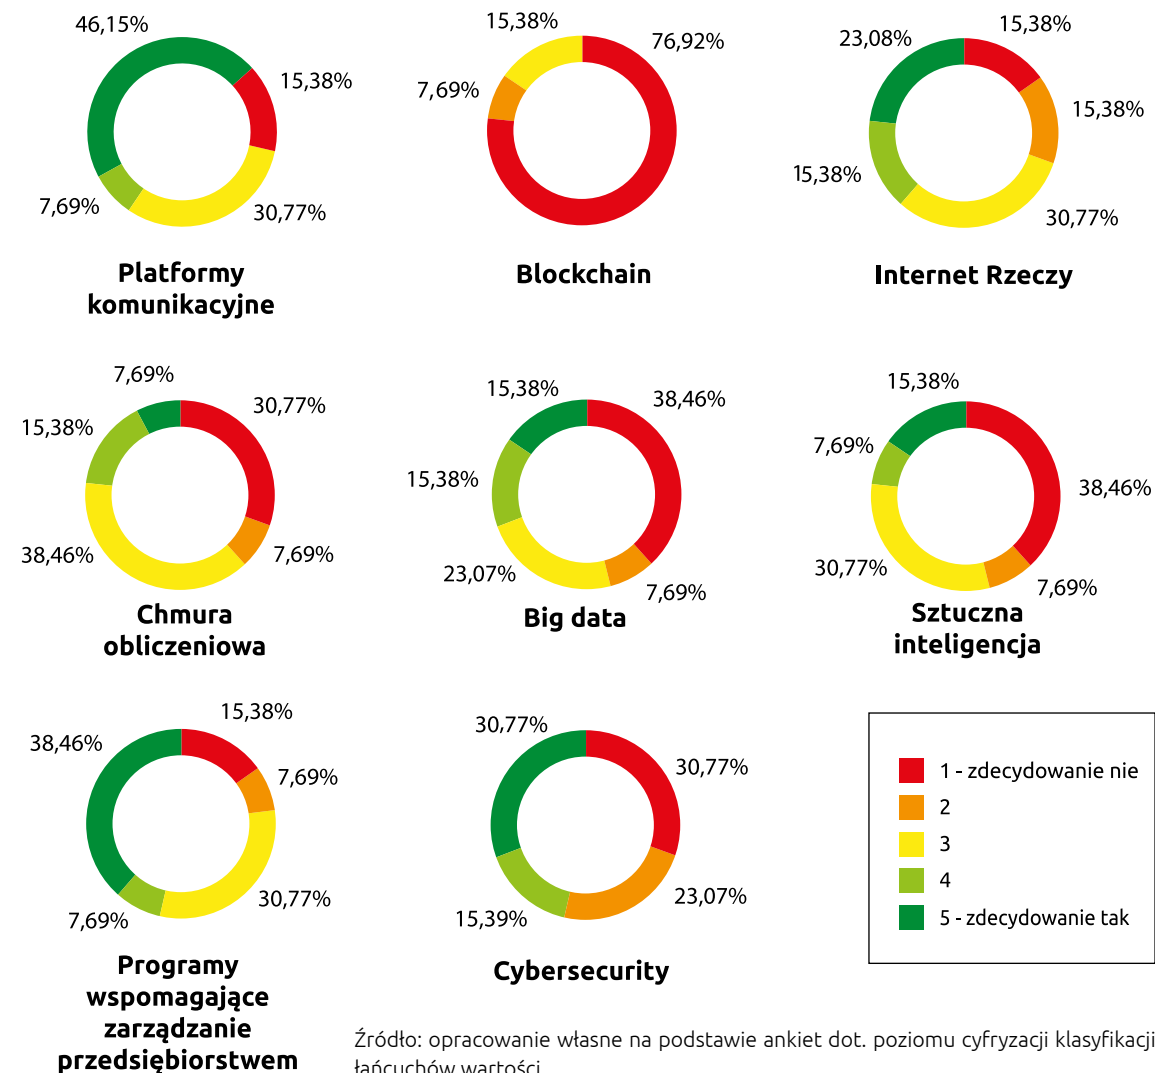 46,15%
15,38%
7,69%
30,77%
Platformy
komunikacyjne
15,38%
76,92%
7,69%
Blockchain
23,08%
15,38%
15,38%
15,38%
30,77%
Internet Rzeczy
7,69%
30,77%
15,38%
38,46%
7,69%
Chmura
obliczeniowa
15,38%
38,46%
15,38%
23,07%
7,69%
Big data
15,38%
7,69%
38,46%
30,77%
7,69%
Sztuczna
inteligencja
15,38%
38,46%
7,69%
30,77%
7,69%
Programy
wspomagające
zarządzanie
przedsiębiorstwem
30,77%
30,77%
23,07%
15,39%
Cybersecurity
1 - zdecydowanie nie
2
3
4
5 - zdecydowanie tak
Źródło: opracowanie własne na podstawie ankiet dot. poziomu cyfryzacji klasyfikacji
łańcuchów wartości